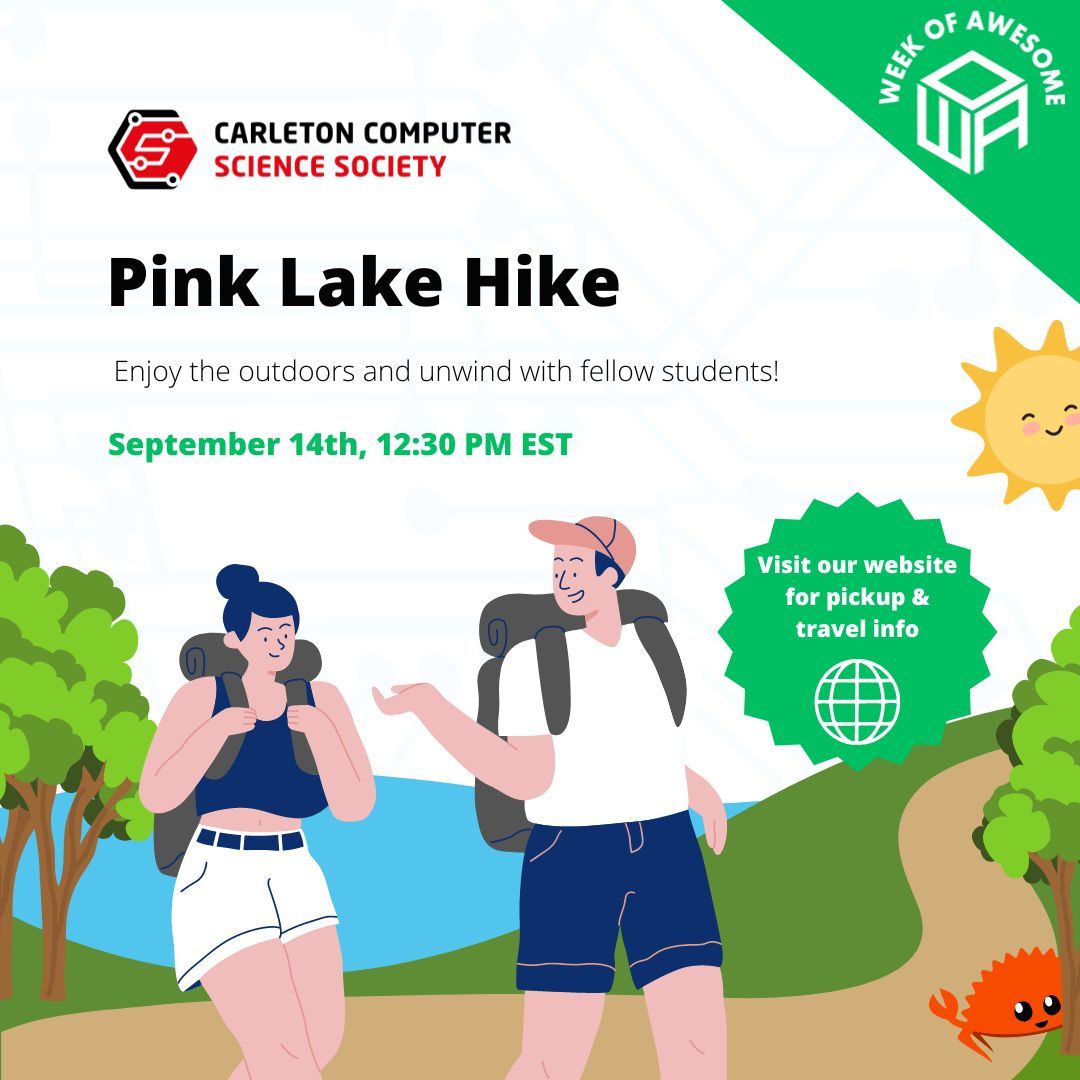 WEEK OF AWESOME
WOA
CARLETON COMPUTER
SCIENCE SOCIETY
Pink Lake Hike
Enjoy the outdoors and unwind with fellow students!
September 14th, 12:30 PM EST
Visit our website
for pickup &
travel info